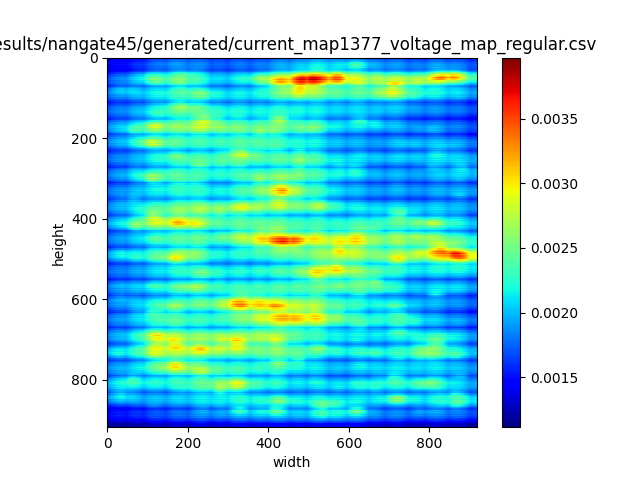 esults/nangate45/generated/current_map1377_voltage_map_regular.csv
0
200
400
600
800
height
0 200 400 600 800
width
0.0035
0.0030
0.0025
0.0020
0.0015